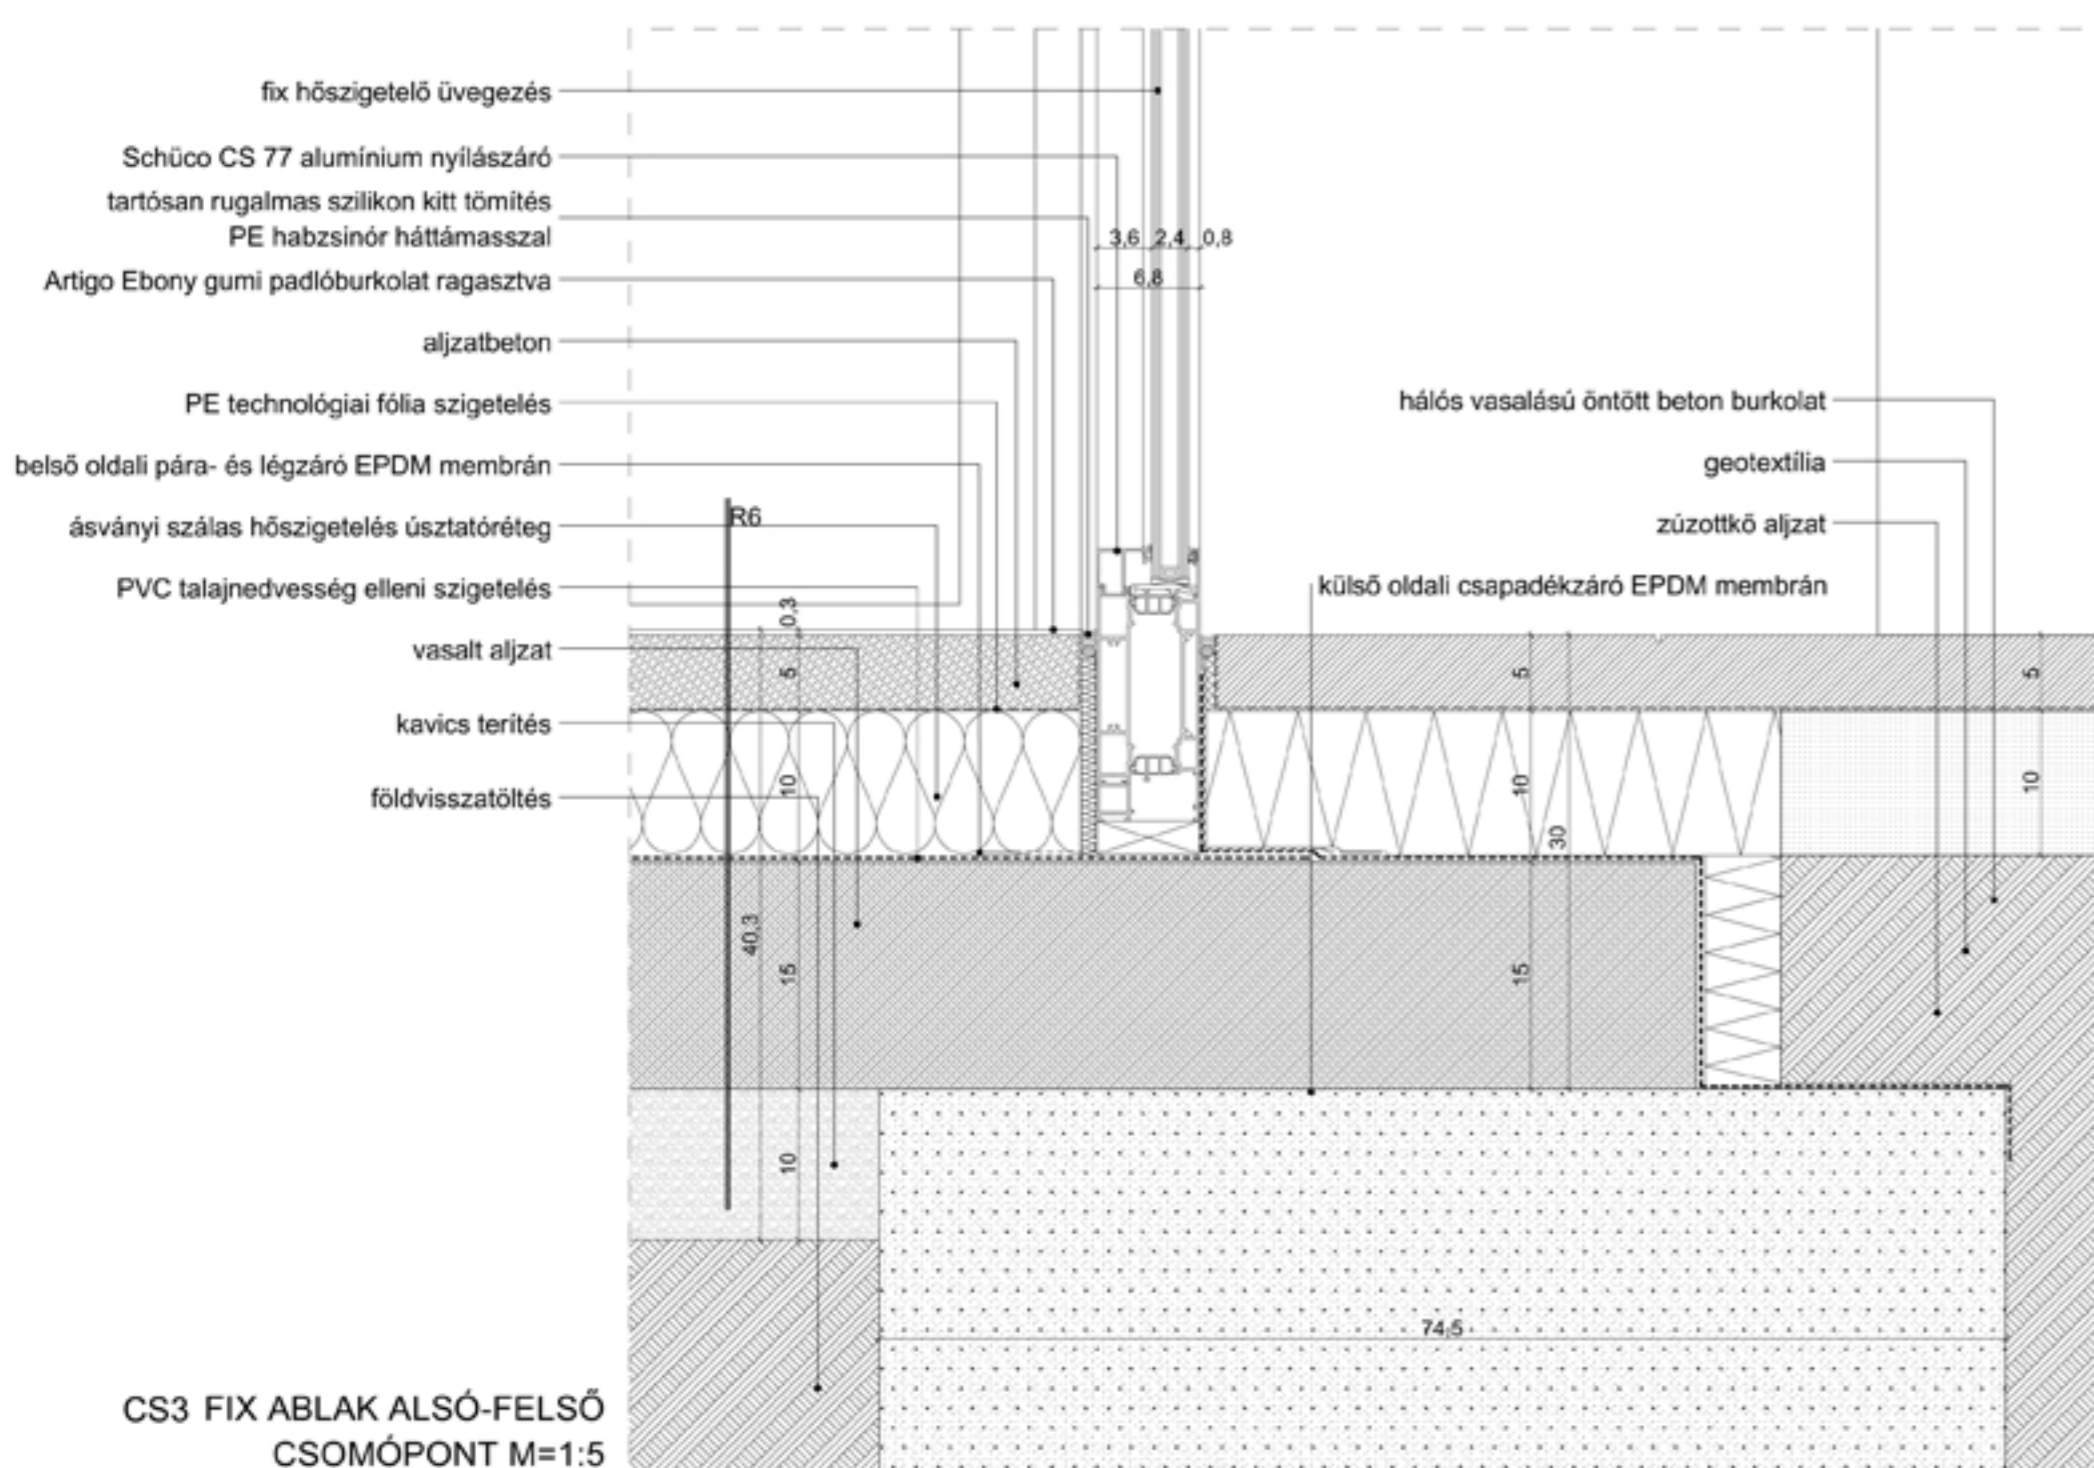 fix hőszigetelő üvegezés
Schüco CS 77 alumínium nyílászáró
tartósan rugalmas szilikon kitt tömítés
PE habzsinór háttámasszal
Artigo Ebony gumi padlóburkolat ragasztva
aljzatbeton
PE technológiai fólia szigetelés
belső oldali pára- és légzáró EPDM membrán
ásványi szálas hőszigetelés úsztatóréteg
PVC talajnedvesség elleni szigetelés
vasalt aljzat
kavics terítés
földvisszatöltés
R6
3,6 2,4 0,8
6,8
hálós vasalású öntött beton burkolat
geotextília
zúzottkő aljzat
külső oldali csapadékzáró EPDM membrán
0,3
5
10
40,3
15
10
5
10
30
15
5
10
74,5
CS3 FIX ABLAK ALSÓ-FELSŐ
CSOMÓPONT M=1:5